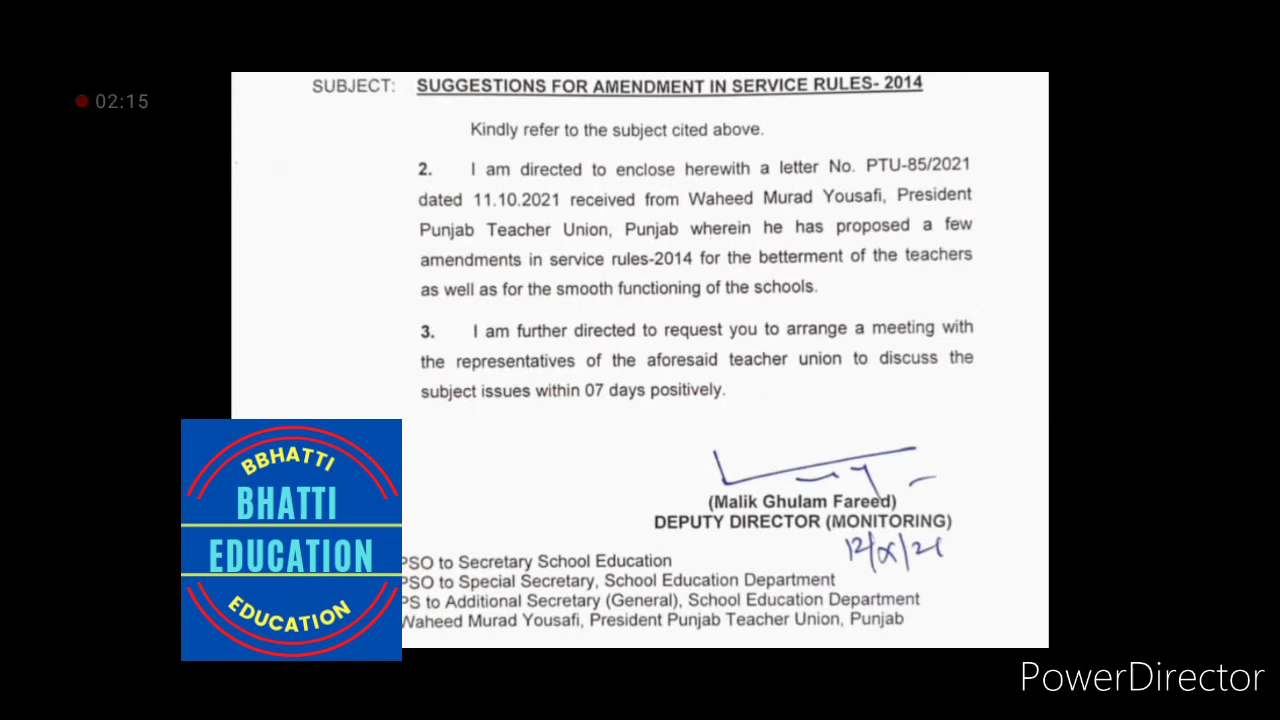 02:15
SUBJECT: SUGGESTIONS FOR AMENDMENT IN SERVICE RULES- 2014
Kindly refer to the subject cited above.
2. I am directed to enclose herewith a letter No. PTU-85/2021
dated 11.10.2021 received from Waheed Murad Yousafi, President
Punjab Teacher Union, Punjab wherein he has proposed a few
amendments in service rules-2014 for the betterment of the teachers
as well as for the smooth functioning of the schools.
3. I am further directed to request you to arrange a meeting with
the representatives of the aforesaid teacher union to discuss the
subject issues within 07 days positively.
(Malik Ghulam Fareed)
DEPUTY DIRECTOR (MONITORING)
PSO to Secretary School Education
PSO to Special Secretary, School Education Department
PS to Additional Secretary (General), School Education Department
Waheed Murad Yousafi, President Punjab Teacher Union, Punjab
BBHATTI
BHATTI
EDUCATION
EDUCATION
PowerDirector